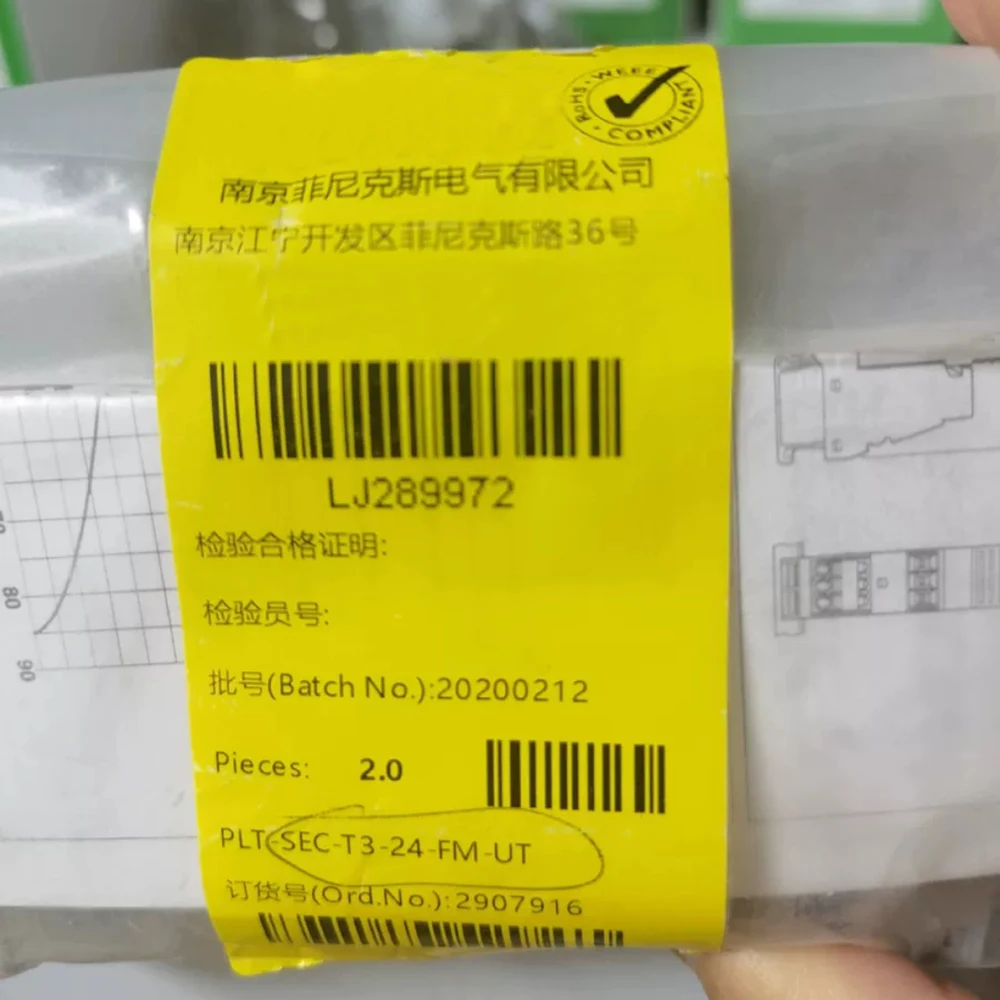 RoHS · WEEE · COMPLIANT
南京菲尼克斯电气有限公司
南京江宁开发区菲尼克斯路36号
LJ289972
检验合格证明:
检验员号:
批号(Batch No.):20200212
Pieces: 2.0
PLT-SEC-T3-24-FM-UT
订货号(Ord.No.):2907916
80
90